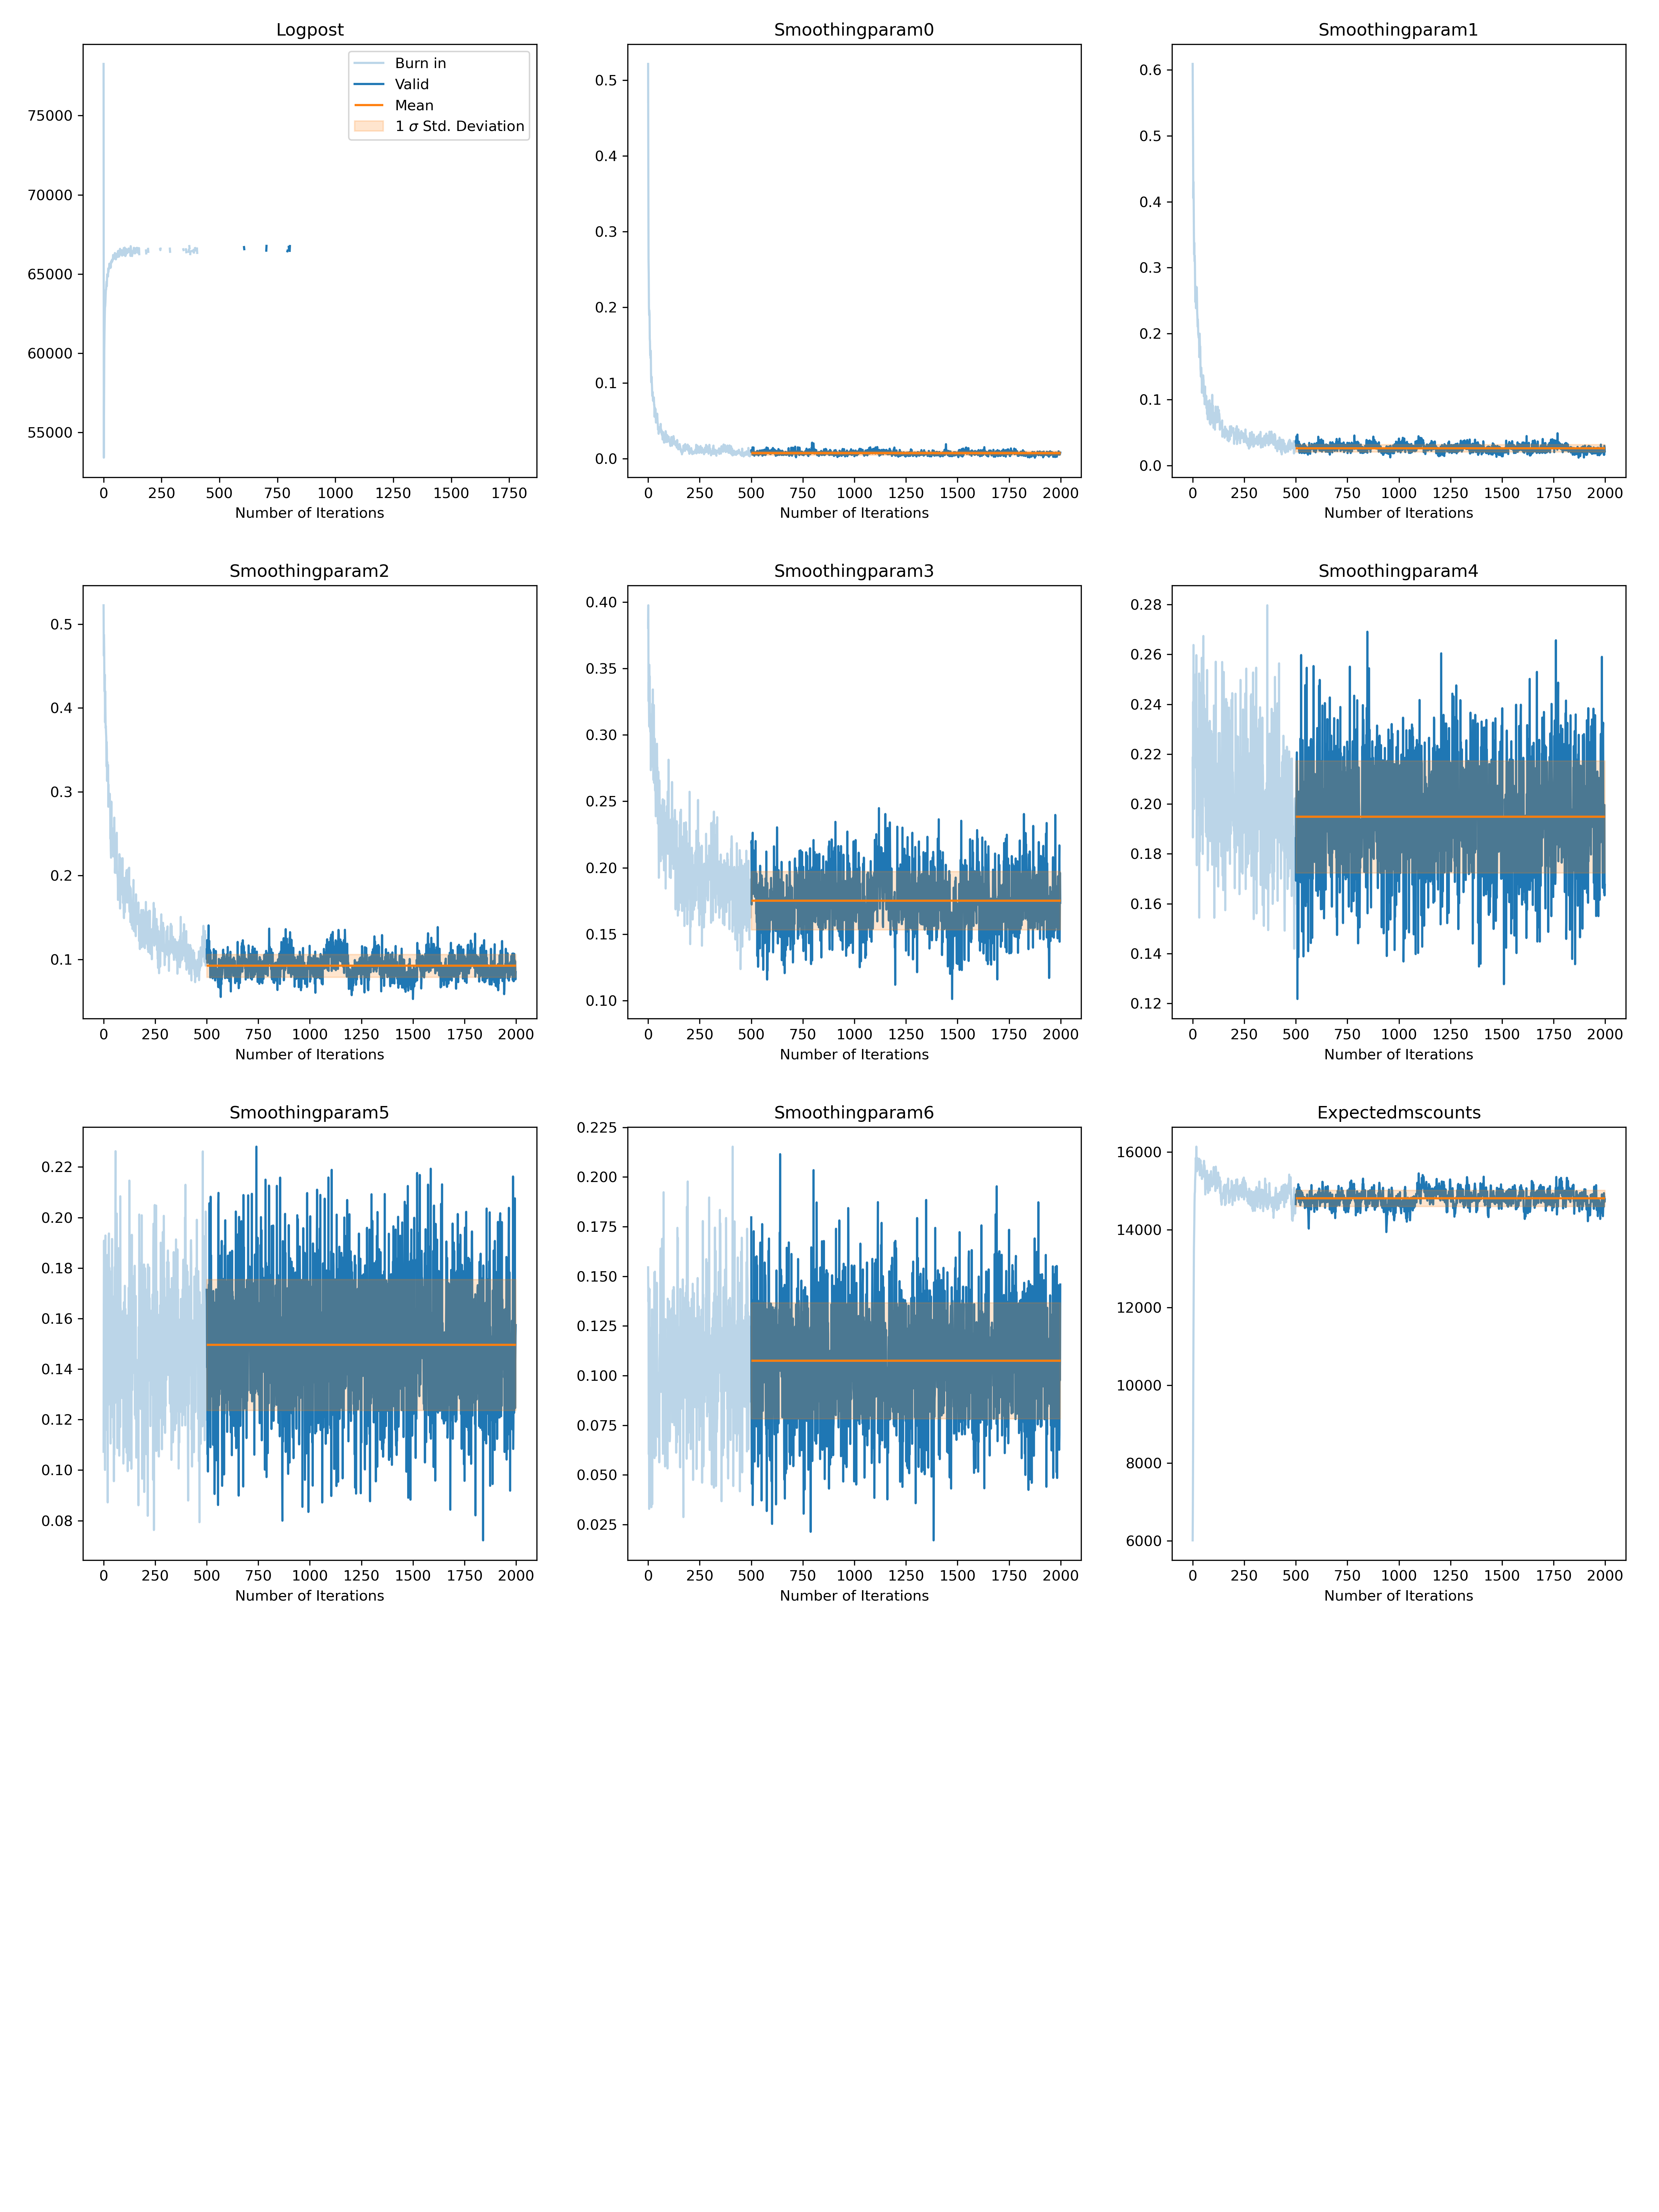 Logpost
Burn in
Valid
Mean
1 σ Std. Deviation
75000
70000
65000
60000
55000
0 250 500 750 1000 1250 1500 1750
Number of Iterations
Smoothingparam0
0.5
0.4
0.3
0.2
0.1
0.0
0 250 500 750 1000 1250 1500 1750 2000
Number of Iterations
Smoothingparam1
0.6
0.5
0.4
0.3
0.2
0.1
0.0
0 250 500 750 1000 1250 1500 1750 2000
Number of Iterations
Smoothingparam2
0.5
0.4
0.3
0.2
0.1
0 250 500 750 1000 1250 1500 1750 2000
Number of Iterations
Smoothingparam3
0.40
0.35
0.30
0.25
0.20
0.15
0.10
0 250 500 750 1000 1250 1500 1750 2000
Number of Iterations
Smoothingparam4
0.28
0.26
0.24
0.22
0.20
0.18
0.16
0.14
0.12
0 250 500 750 1000 1250 1500 1750 2000
Number of Iterations
Smoothingparam5
0.22
0.20
0.18
0.16
0.14
0.12
0.10
0.08
0 250 500 750 1000 1250 1500 1750 2000
Number of Iterations
Smoothingparam6
0.225
0.200
0.175
0.150
0.125
0.100
0.075
0.050
0.025
0 250 500 750 1000 1250 1500 1750 2000
Number of Iterations
Expectedmscounts
16000
14000
12000
10000
8000
6000
0 250 500 750 1000 1250 1500 1750 2000
Number of Iterations